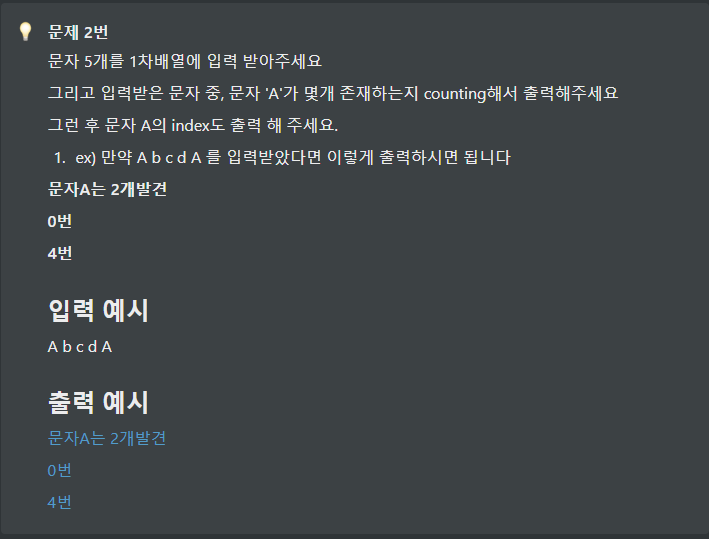 문제 2번
문자 5개를 1차배열에 입력 받아주세요
그리고 입력받은 문자 중, 문자 'A'가 몇개 존재하는지 counting해서 출력해주세요
그런 후 문자 A의 index도 출력 해 주세요.
1. ex) 만약 A b c d A 를 입력받았다면 이렇게 출력하시면 됩니다
문자A는 2개발견
0번
4번
입력 예시
A b c d A
출력 예시
문자A는 2개발견
0번
4번